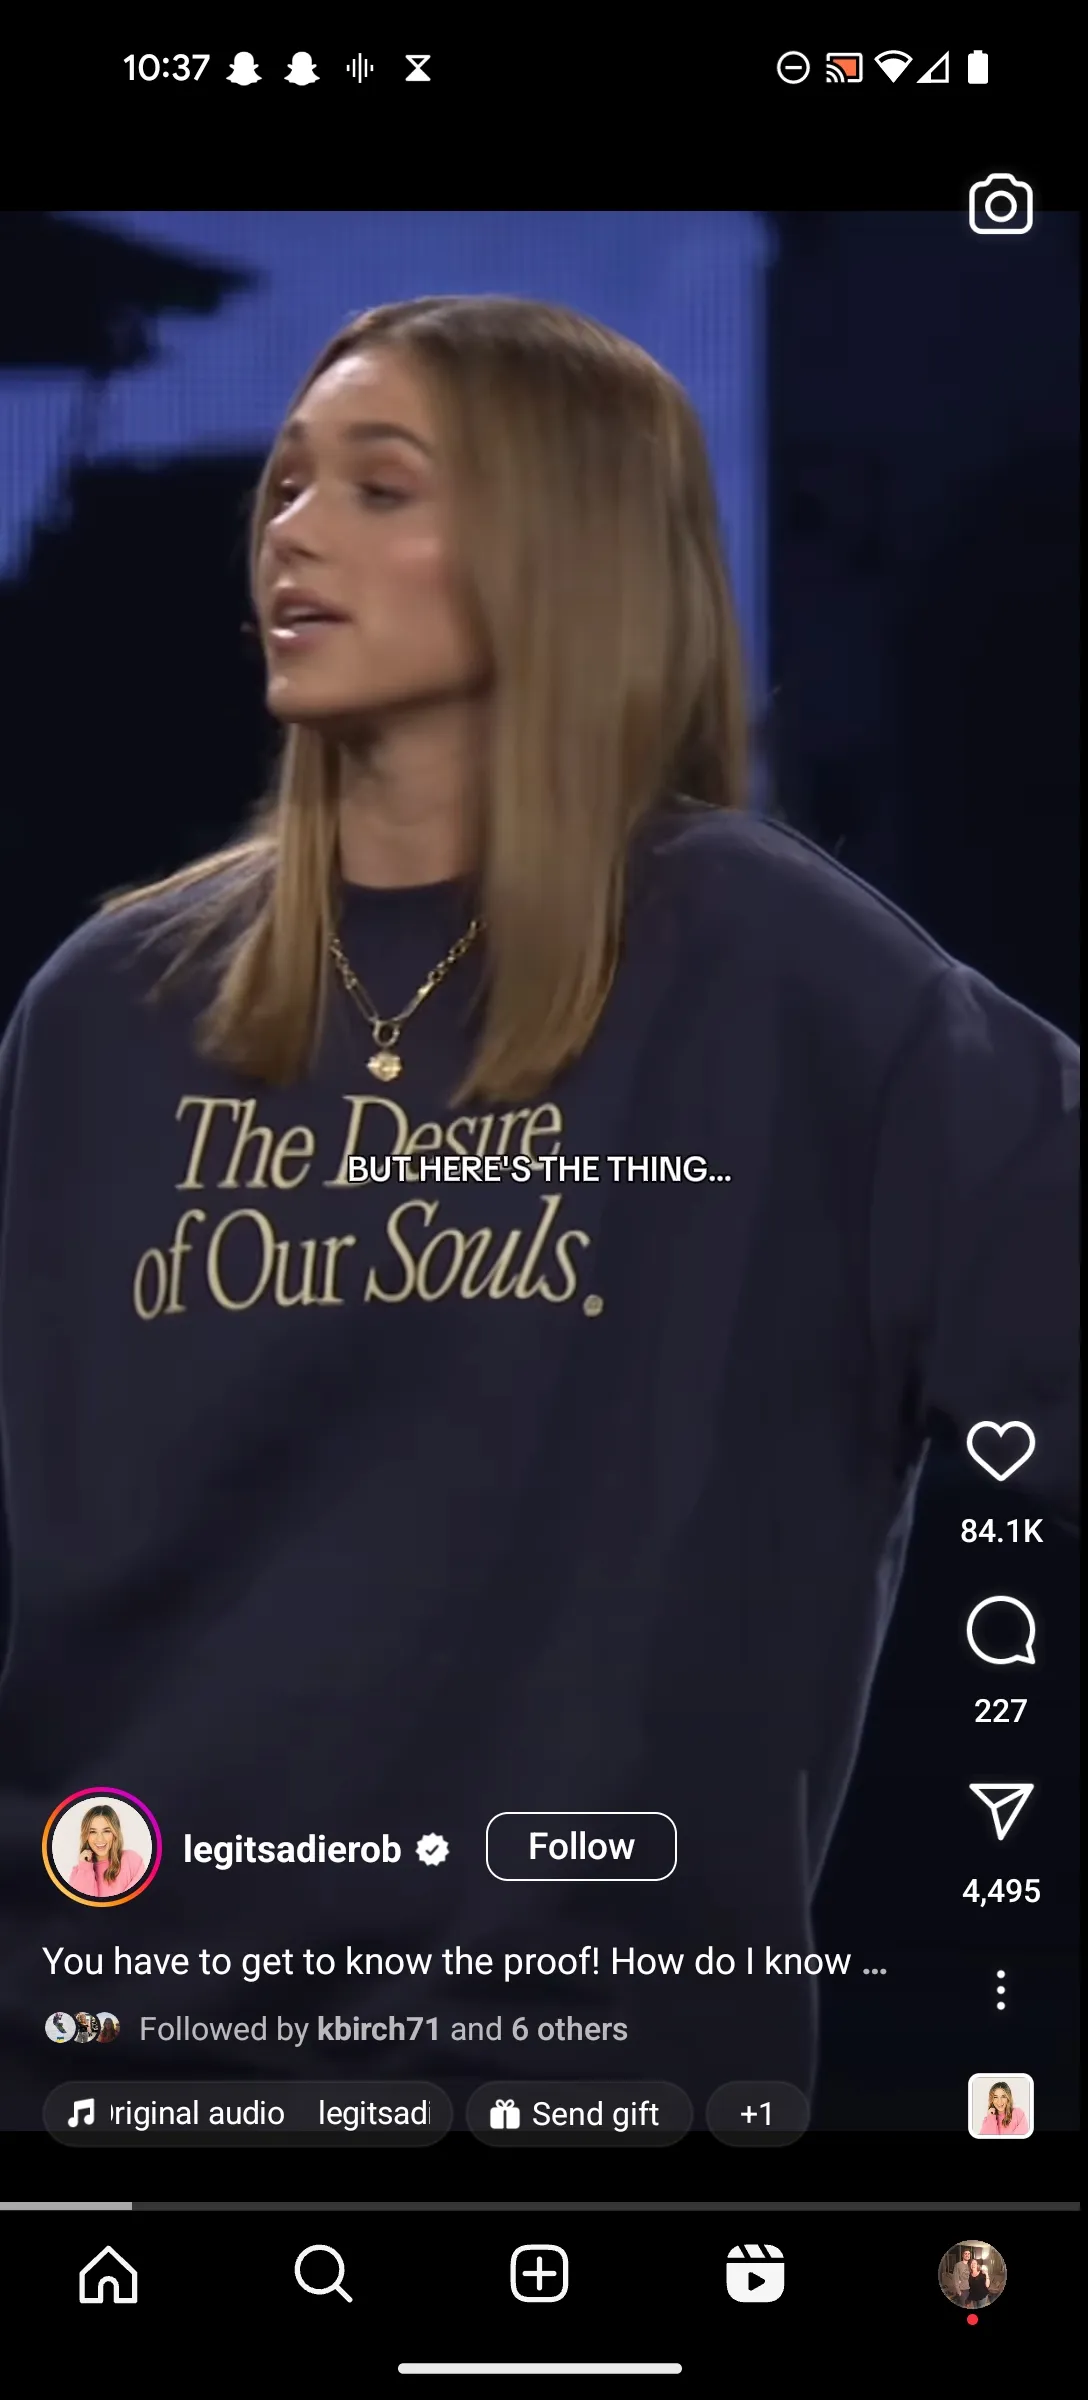 10:37
The Desire
BUT HERE'S THE THING...
of Our Souls.
84.1K
227
4,495
legitsadierob
Follow
You have to get to know the proof! How do I know ...
Followed by kbirch71 and 6 others
riginal audio legitsadi
Send gift
+1